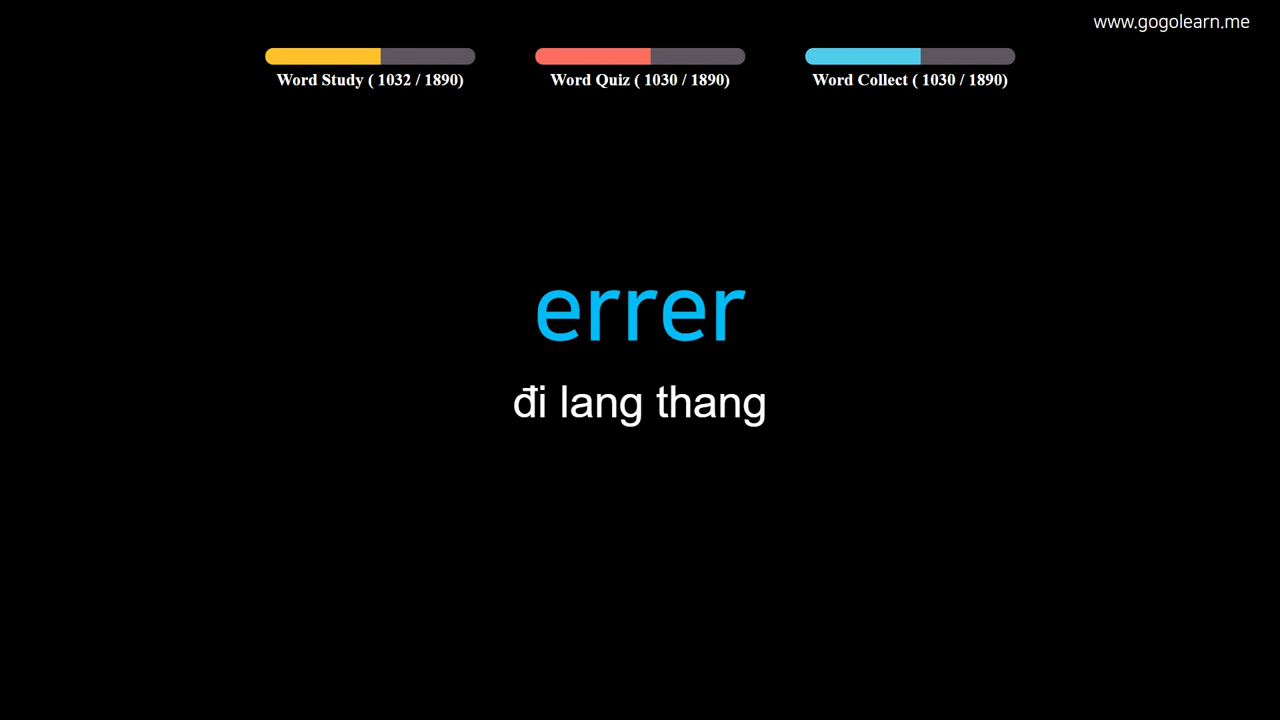 www.gogolearn.me
Word Study ( 1032 / 1890)
Word Quiz ( 1030 / 1890)
Word Collect ( 1030 / 1890)
errer
đi lang thang